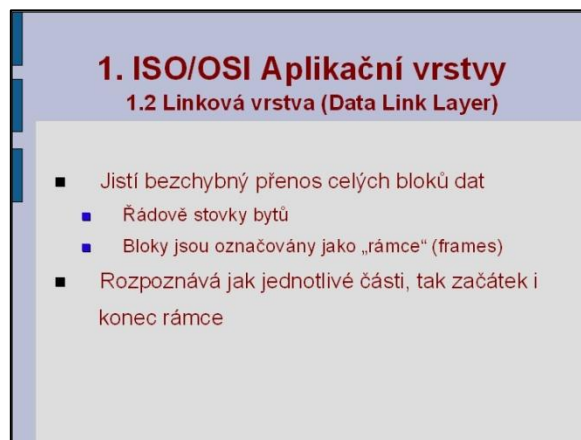 1. ISO/OSI Aplikační vrstvy
1.2 Linková vrstva (Data Link Layer)
Jistí bezchybný přenos celých bloků dat
Řádově stovky bytů
Bloky jsou označovány jako „rámce“ (frames)
Rozpoznává jak jednotlivé části, tak začátek i
konec rámce